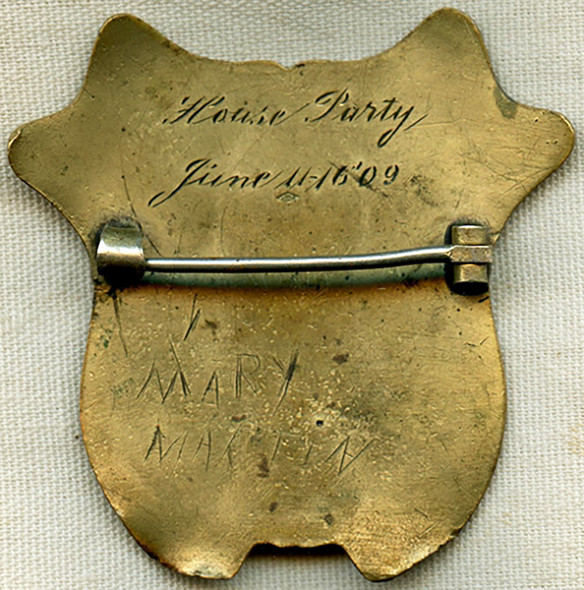 House Party
June 11-16 '09
MARY
MARTIN